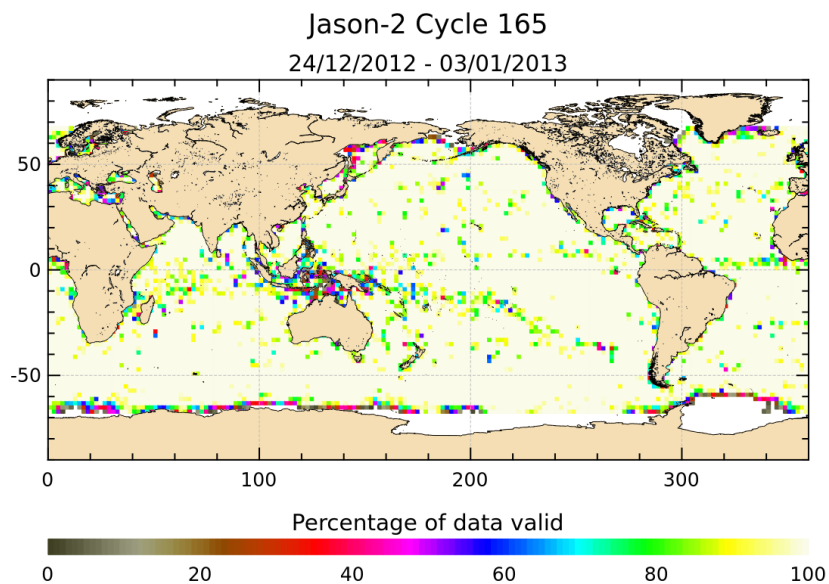 Jason-2 Cycle 165
24/12/2012 - 03/01/2013
50
0
-50
0 100 200 300
Percentage of data valid
0 20 40 60 80 100